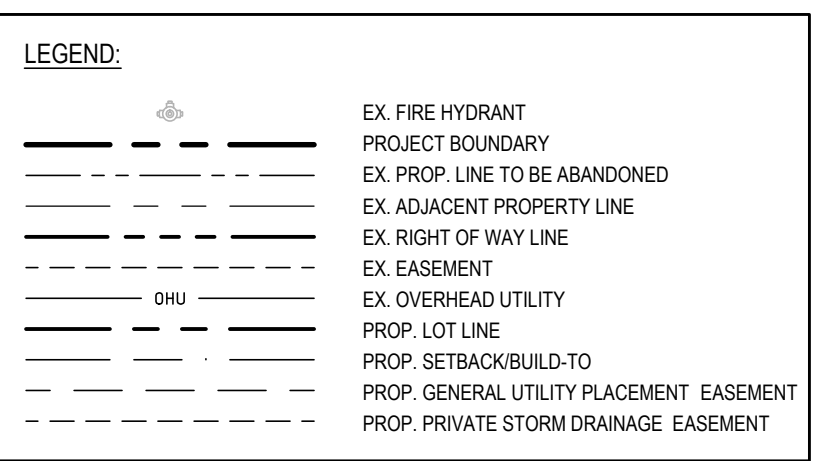 LEGEND:
EX. FIRE HYDRANT
PROJECT BOUNDARY
EX. PROP. LINE TO BE ABANDONED
EX. ADJACENT PROPERTY LINE
EX. RIGHT OF WAY LINE
EX. EASEMENT
OHU EX. OVERHEAD UTILITY
PROP. LOT LINE
PROP. SETBACK/BUILD-TO
PROP. GENERAL UTILITY PLACEMENT EASEMENT
PROP. PRIVATE STORM DRAINAGE EASEMENT